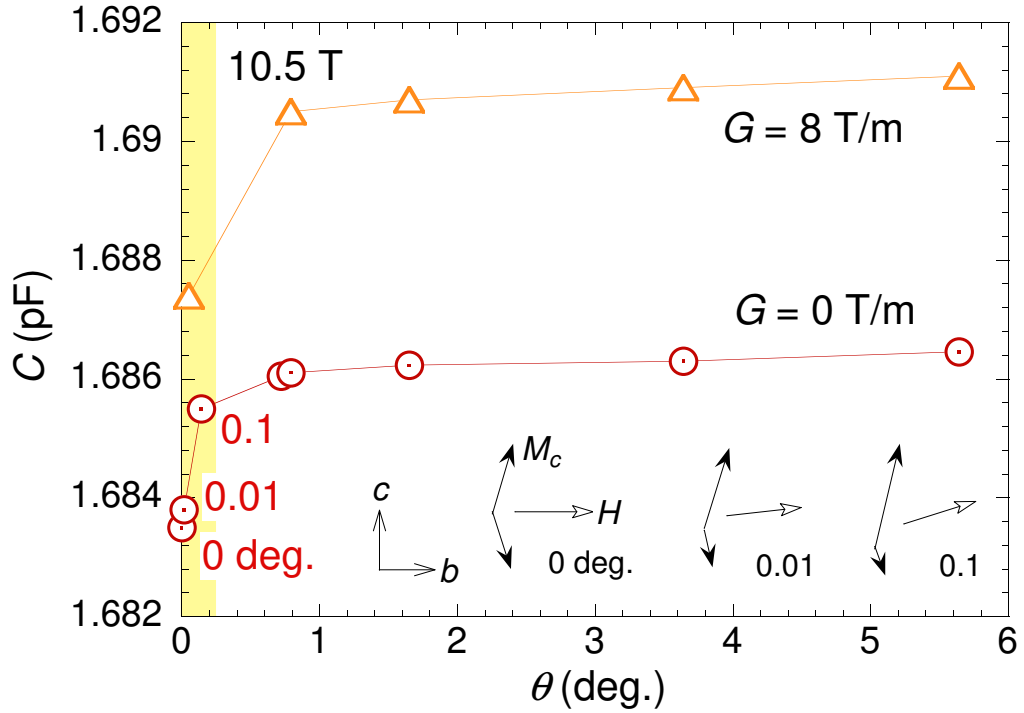 1.692
10.5 T
G = 8 T/m
1.69
1.688
C (pF)
G = 0 T/m
1.686
0.1
M_c
c
H
0.01
1.684
0 deg.
b
0 deg.
0.01
0.1
1.682
0 1 2 3 4 5 6
θ (deg.)